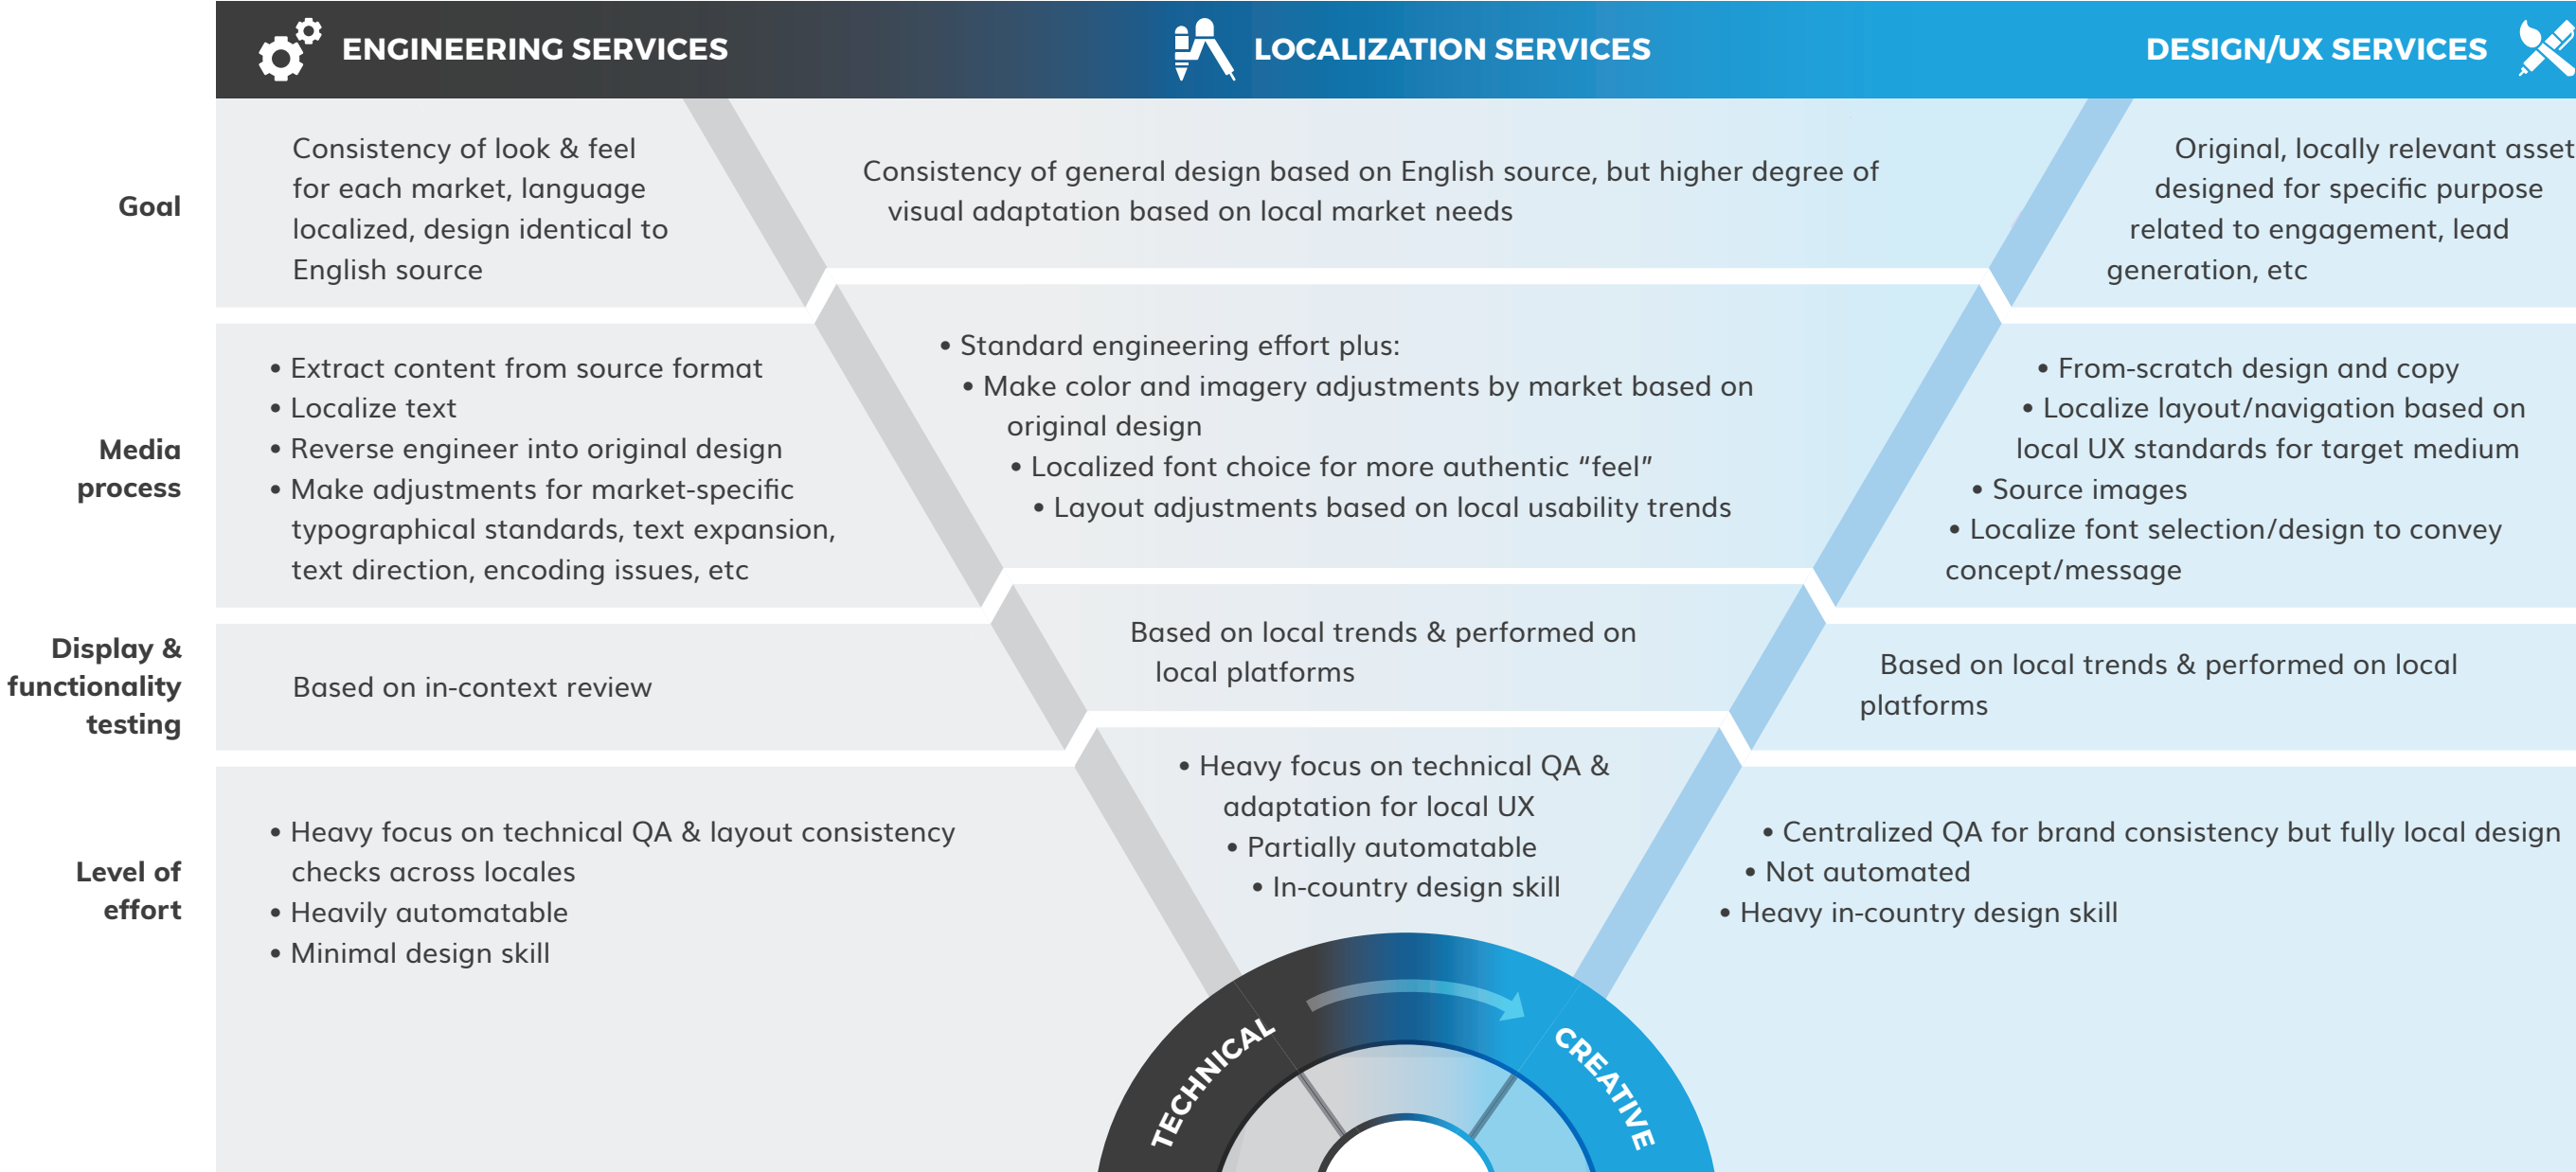 ENGINEERING SERVICES
LOCALIZATION SERVICES
DESIGN/UX SERVICES
Goal
Consistency of look & feel
for each market, language
localized, design identical to
English source
Consistency of general design based on English source, but higher degree of
visual adaptation based on local market needs
Original, locally relevant asset
designed for specific purpose
related to engagement, lead
generation, etc
Media
process
• Extract content from source format
• Localize text
• Reverse engineer into original design
• Make adjustments for market-specific
typographical standards, text expansion,
text direction, encoding issues, etc
• Standard engineering effort plus:
• Make color and imagery adjustments by market based on
original design
• Localized font choice for more authentic “feel”
• Layout adjustments based on local usability trends
• From-scratch design and copy
• Localize layout/navigation based on
local UX standards for target medium
• Source images
• Localize font selection/design to convey
concept/message
Display &
functionality
testing
Based on in-context review
Based on local trends & performed on
local platforms
Based on local trends & performed on local
platforms
Level of
effort
• Heavy focus on technical QA & layout consistency
checks across locales
• Heavily automatable
• Minimal design skill
• Heavy focus on technical QA &
adaptation for local UX
• Partially automatable
• In-country design skill
• Centralized QA for brand consistency but fully local design
• Not automated
• Heavy in-country design skill
TECHNICAL
CREATIVE